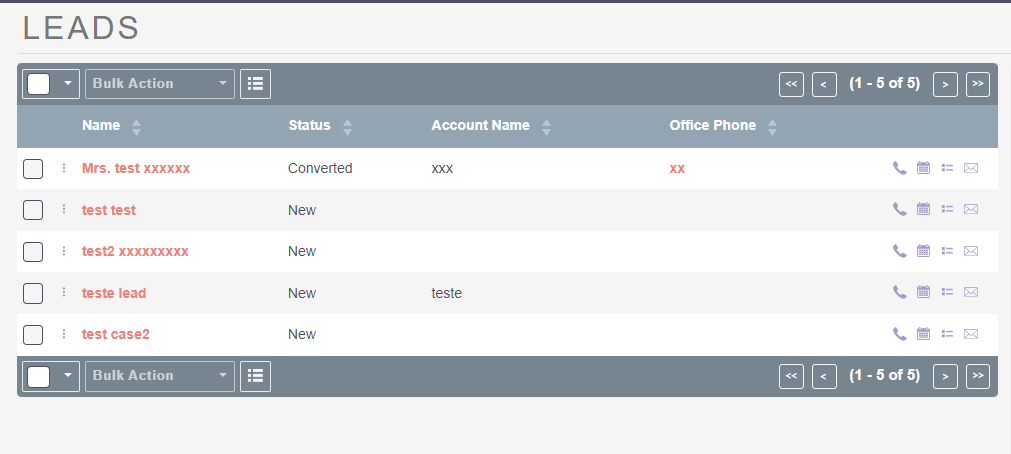 LEADS
Bulk Action << < (1 - 5 of 5) > >>
Name Status Account Name Office Phone
Mrs. test xxxxxx Converted xxx xx
test test New
test2 xxxxxxxxx New
teste lead New teste
test case2 New
Bulk Action << < (1 - 5 of 5) > >>